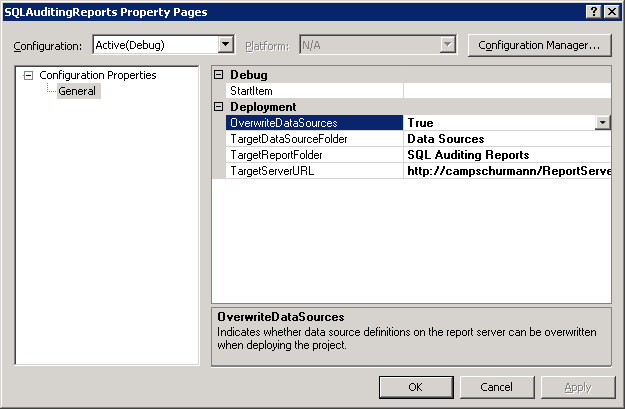 SQLAuditingReports Property Pages
Configuration: Active(Debug) Platform: N/A Configuration Manager...
Configuration Properties
General
Debug
StartItem
Deployment
OverwriteDataSources True
TargetDataSourceFolder Data Sources
TargetReportFolder SQL Auditing Reports
TargetServerURL http://campschurmann/ReportServe
OverwriteDataSources
Indicates whether data source definitions on the report server can be overwritten
when deploying the project.
OK Cancel Apply